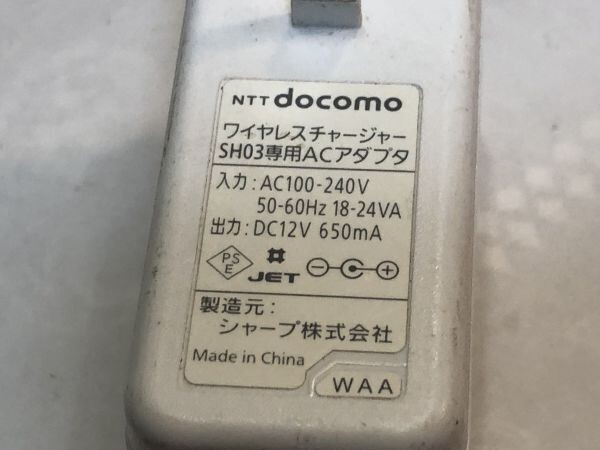 NTT docomo
ワイヤレスチャージャー
SH03専用ACアダプタ
入力：AC100-240V
50-60Hz 18-24VA
出力：DC12V 650mA
PS
E
JET
製造元：
シャープ株式会社
Made in China
WAA